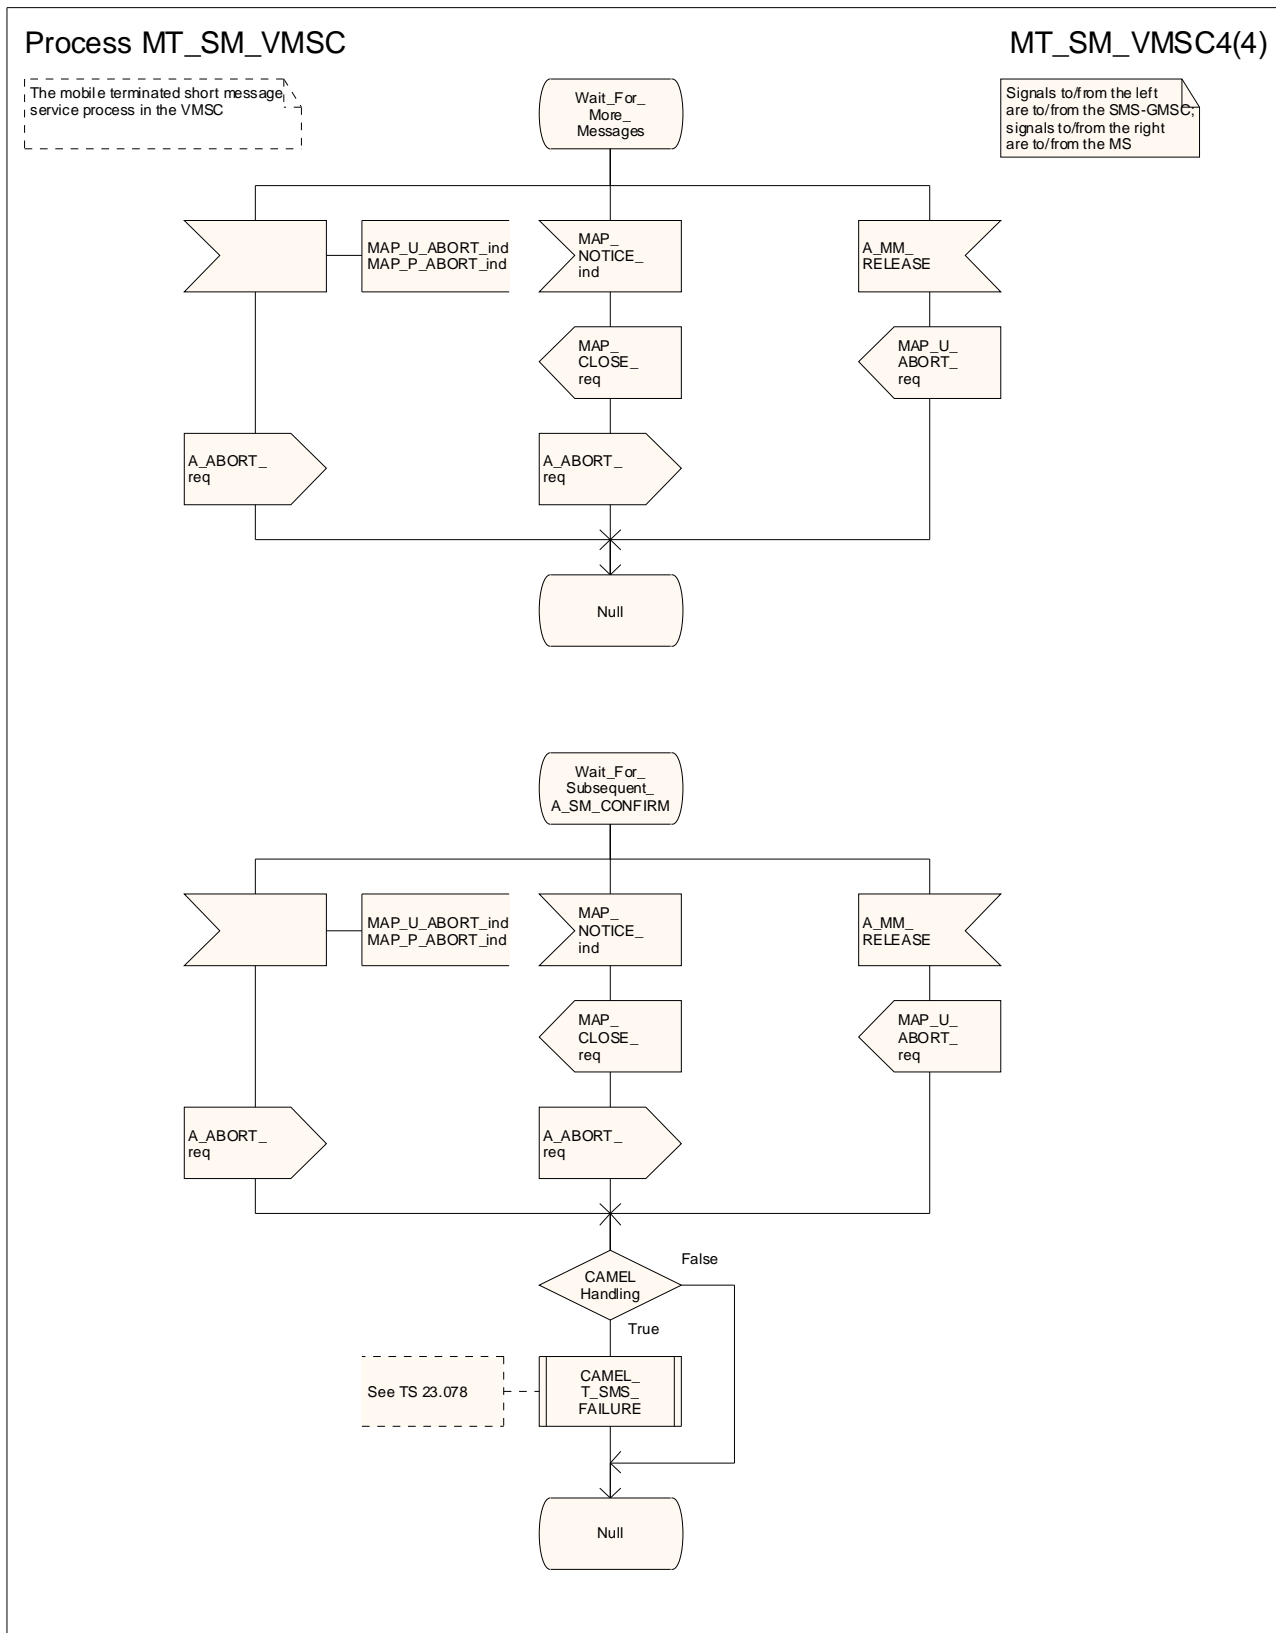 Process MT_SM_VMSC
MT_SM_VMSC4(4)
The mobile terminated short message
service process in the VMSC
Signals to/from the left
are to/from the SMS-GMSC;
signals to/from the right
are to/from the MS
Wait_For_
More_
Messages
MAP_U_ABORT_ind
MAP_P_ABORT_ind
MAP_
NOTICE_
ind
A_MM_
RELEASE
MAP_
CLOSE_
req
MAP_U_
ABORT_
req
A_ABORT_
req
A_ABORT_
req
Null
Wait_For_
Subsequent_
A_SM_CONFIRM
MAP_U_ABORT_ind
MAP_P_ABORT_ind
MAP_
NOTICE_
ind
A_MM_
RELEASE
MAP_
CLOSE_
req
MAP_U_
ABORT_
req
A_ABORT_
req
A_ABORT_
req
False
CAMEL
Handling
True
See TS 23.078
CAMEL_
T_SMS_
FAILURE
Null